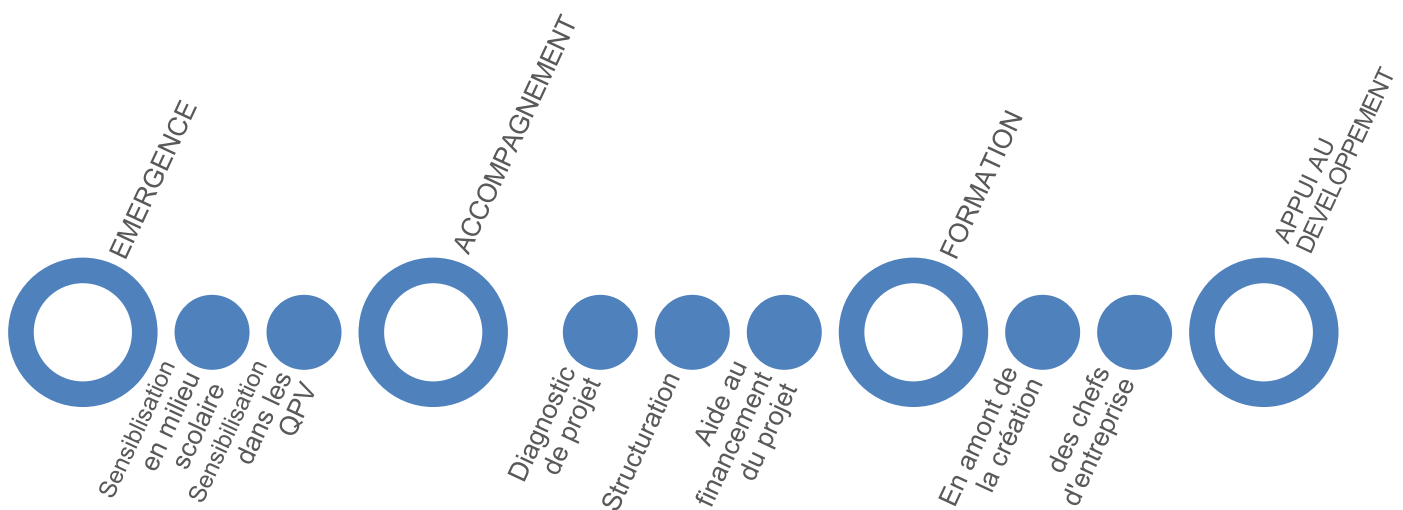 EMERGENCE
Sensiblisation
en milieu
scolaire
Sensibilisation
dans les
QPV
ACCOMPAGNEMENT
Diagnostic
de projet
Structuration
Aide au
financement
du projet
FORMATION
En amont de
la création
des chefs
d'entreprise
APPUI AU
DEVELOPPEMENT